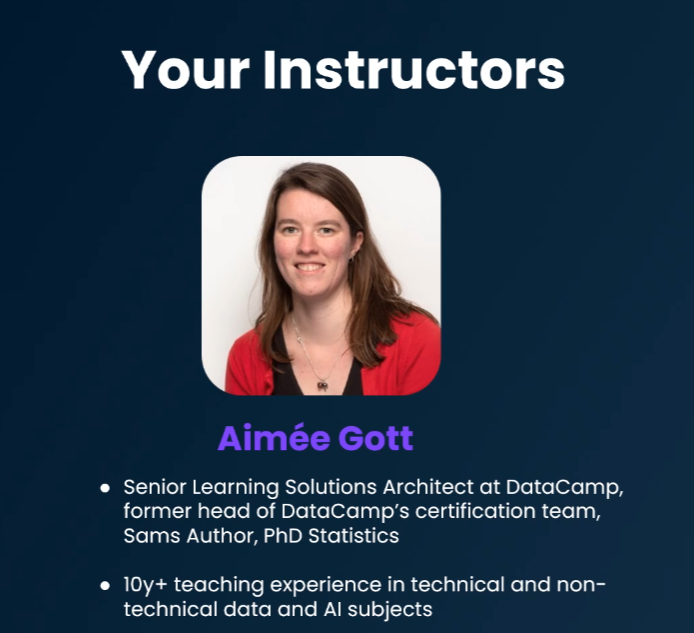 Your Instructors
Aimée Gott
● Senior Learning Solutions Architect at DataCamp,
former head of DataCamp's certification team,
Sams Author, PhD Statistics
● 10y+ teaching experience in technical and non-
technical data and AI subjects